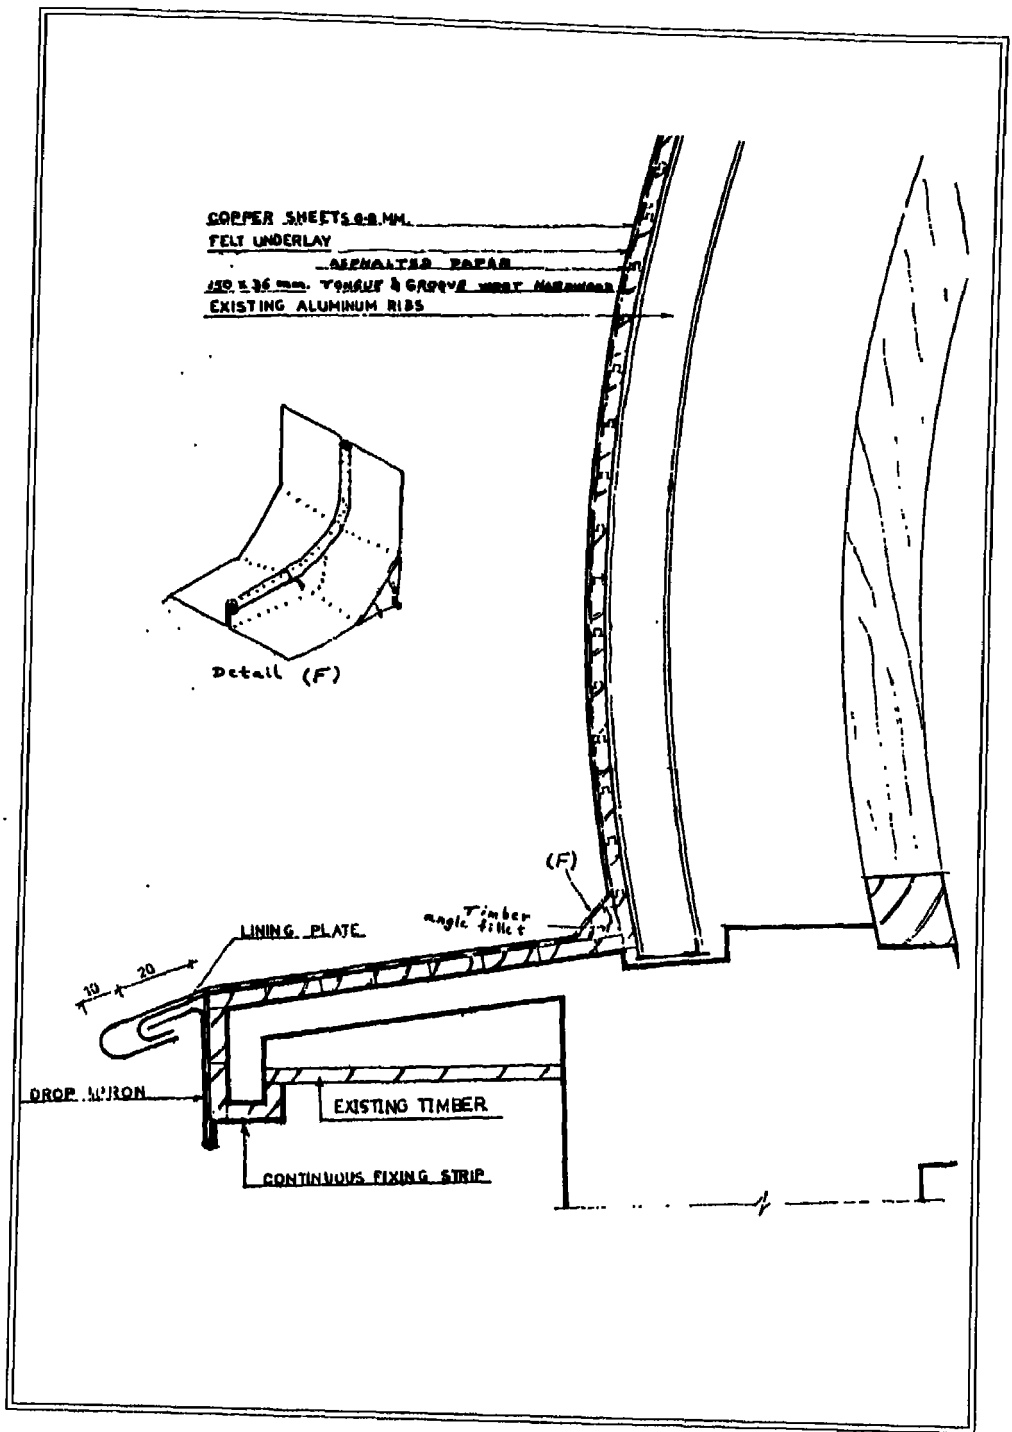 COPPER SHEETS 0.8 MM.
FELT UNDERLAY
ASPHALTED PAPER
150 x 36 mm. TONGUE & GROOVE HARDWOOD
EXISTING ALUMINUM RIBS
Detail (F)
(F)
Timber
angle fillet
LINING PLATE
20
10
DROP APRON
EXISTING TIMBER
CONTINUOUS FIXING STRIP